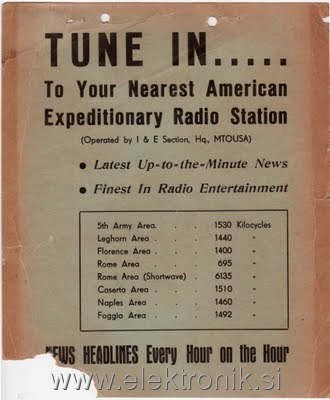 TUNE IN.....
To Your Nearest American
Expeditionary Radio Station
(Operated by I & E Section, Hq., MTOUSA)
• Latest Up-to-the-Minute News
• Finest In Radio Entertainment
5th Army Area. . . . 1530 Kilocycles
Leghorn Area . . . . 1440 "
Florence Area . . . . 1400 "
Rome Area . . . . 695 "
Rome Area (Shortwave) . 6135 "
Caserta Area . . . . 1510 "
Naples Area . . . . 1460 "
Foggia Area . . . . 1492 "
NEWS HEADLINES Every Hour on the Hour
www.elektronik.si